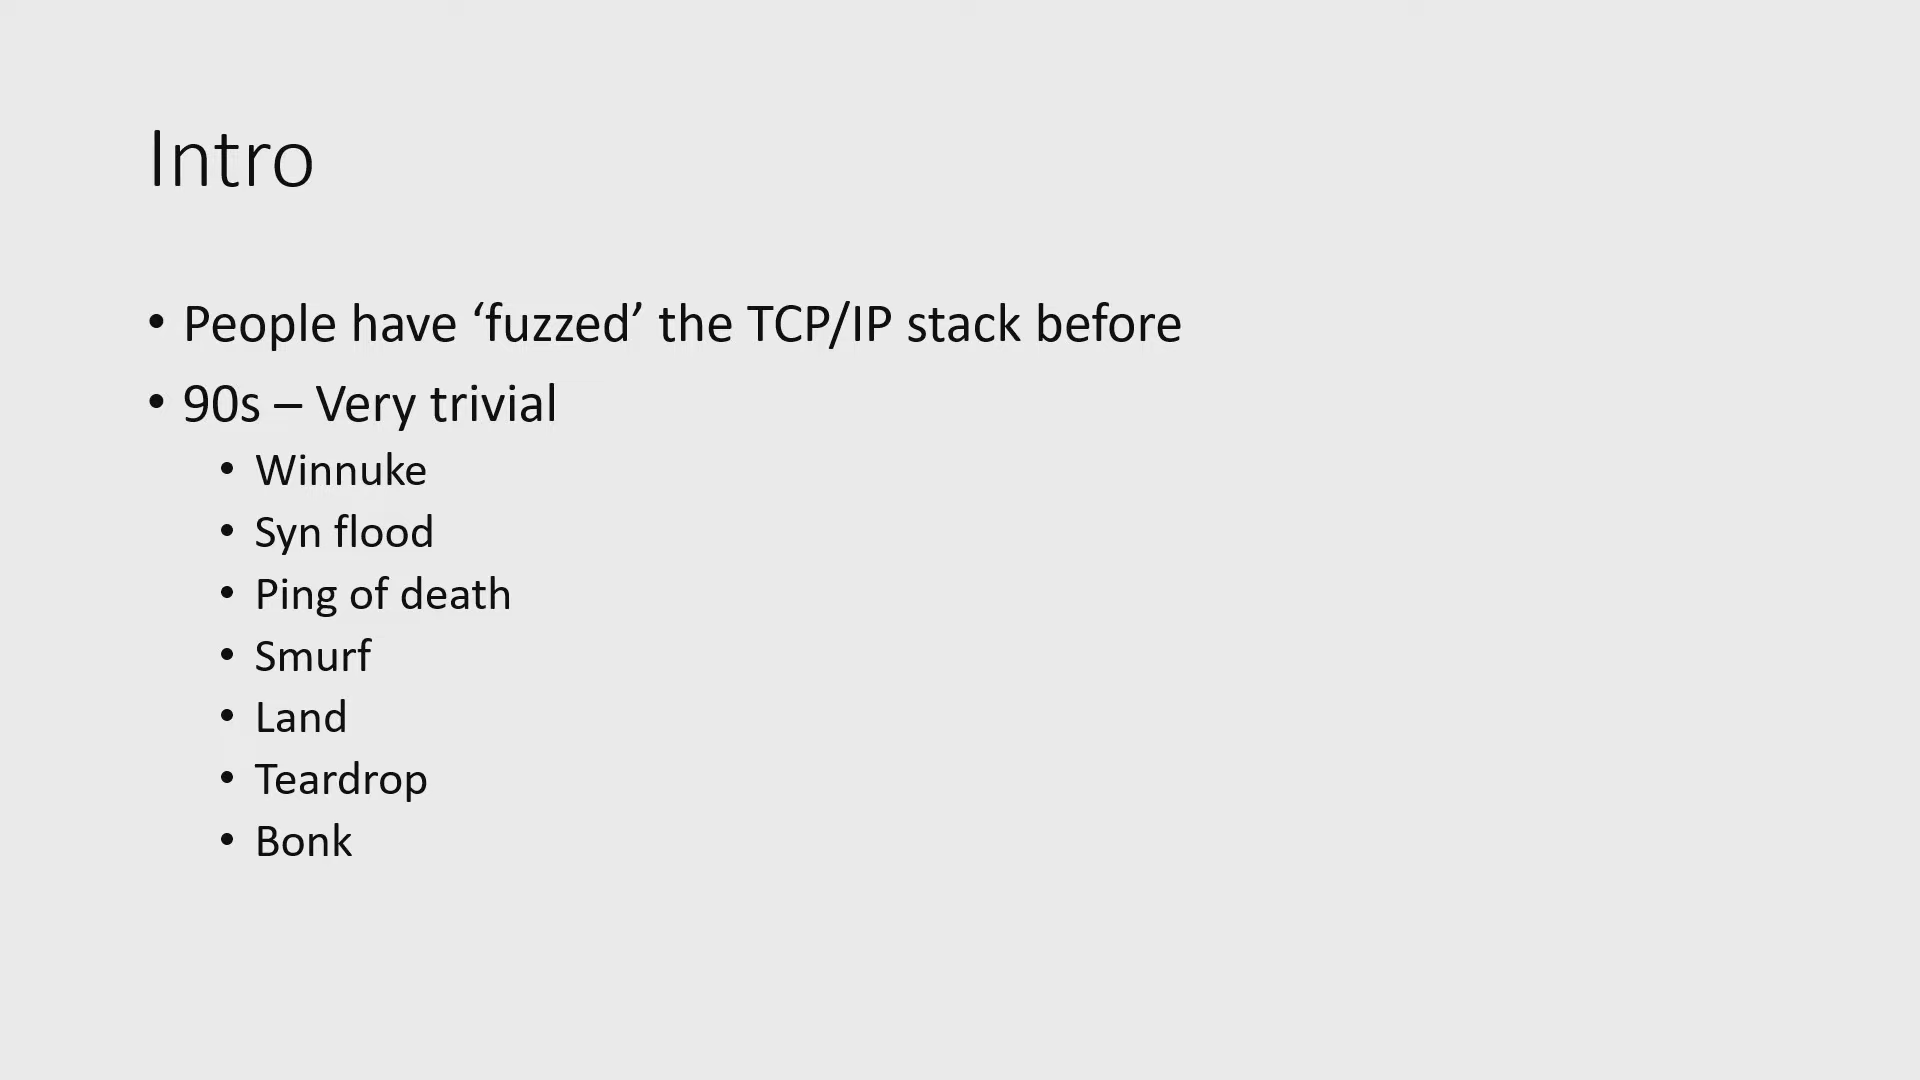 Intro
• People have ‘fuzzed’ the TCP/IP stack before
• 90s – Very trivial
• Winnuke
• Syn flood
• Ping of death
• Smurf
• Land
• Teardrop
• Bonk